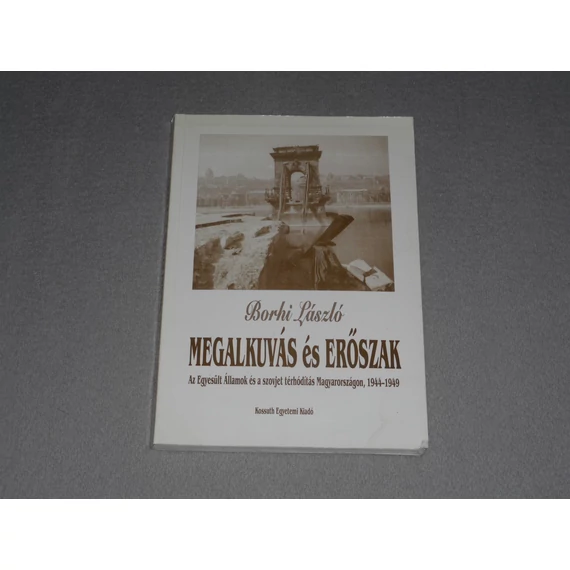 Borhi László
MEGALKUVÁS és ERŐSZAK
Az Egyesült Államok és a szovjet térhódítás Magyarországon, 1944–1949
Kossuth Egyetemi Kiadó